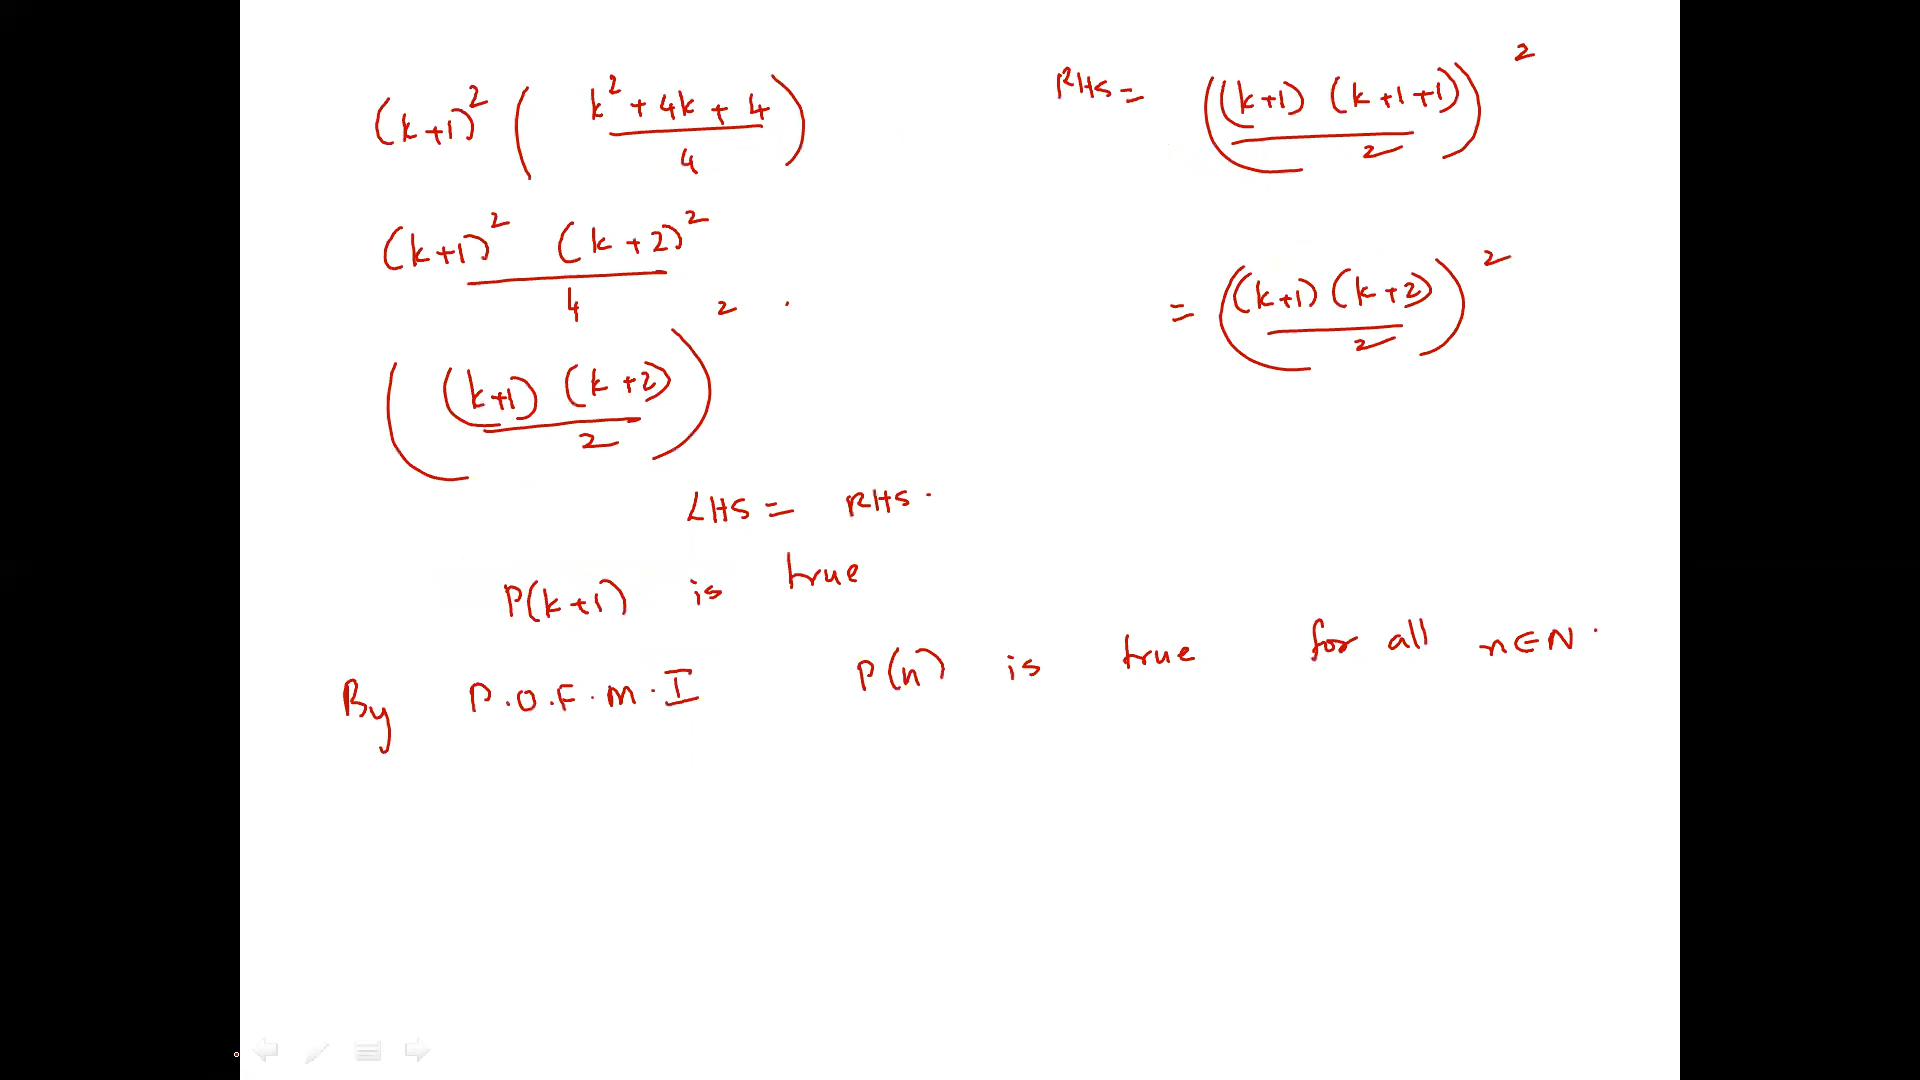 (k+1)² ( (k² + 4k + 4) / 4 )
(k+1)² (k+2)² / 4
( (k+1) (k+2) / 2 )² .
RHS = ( (k+1) (k+1+1) / 2 )²
= ( (k+1) (k+2) / 2 )²
LHS = RHS .
P(k+1) is true
By P.O.F.M.I P(n) is true for all n∈N .